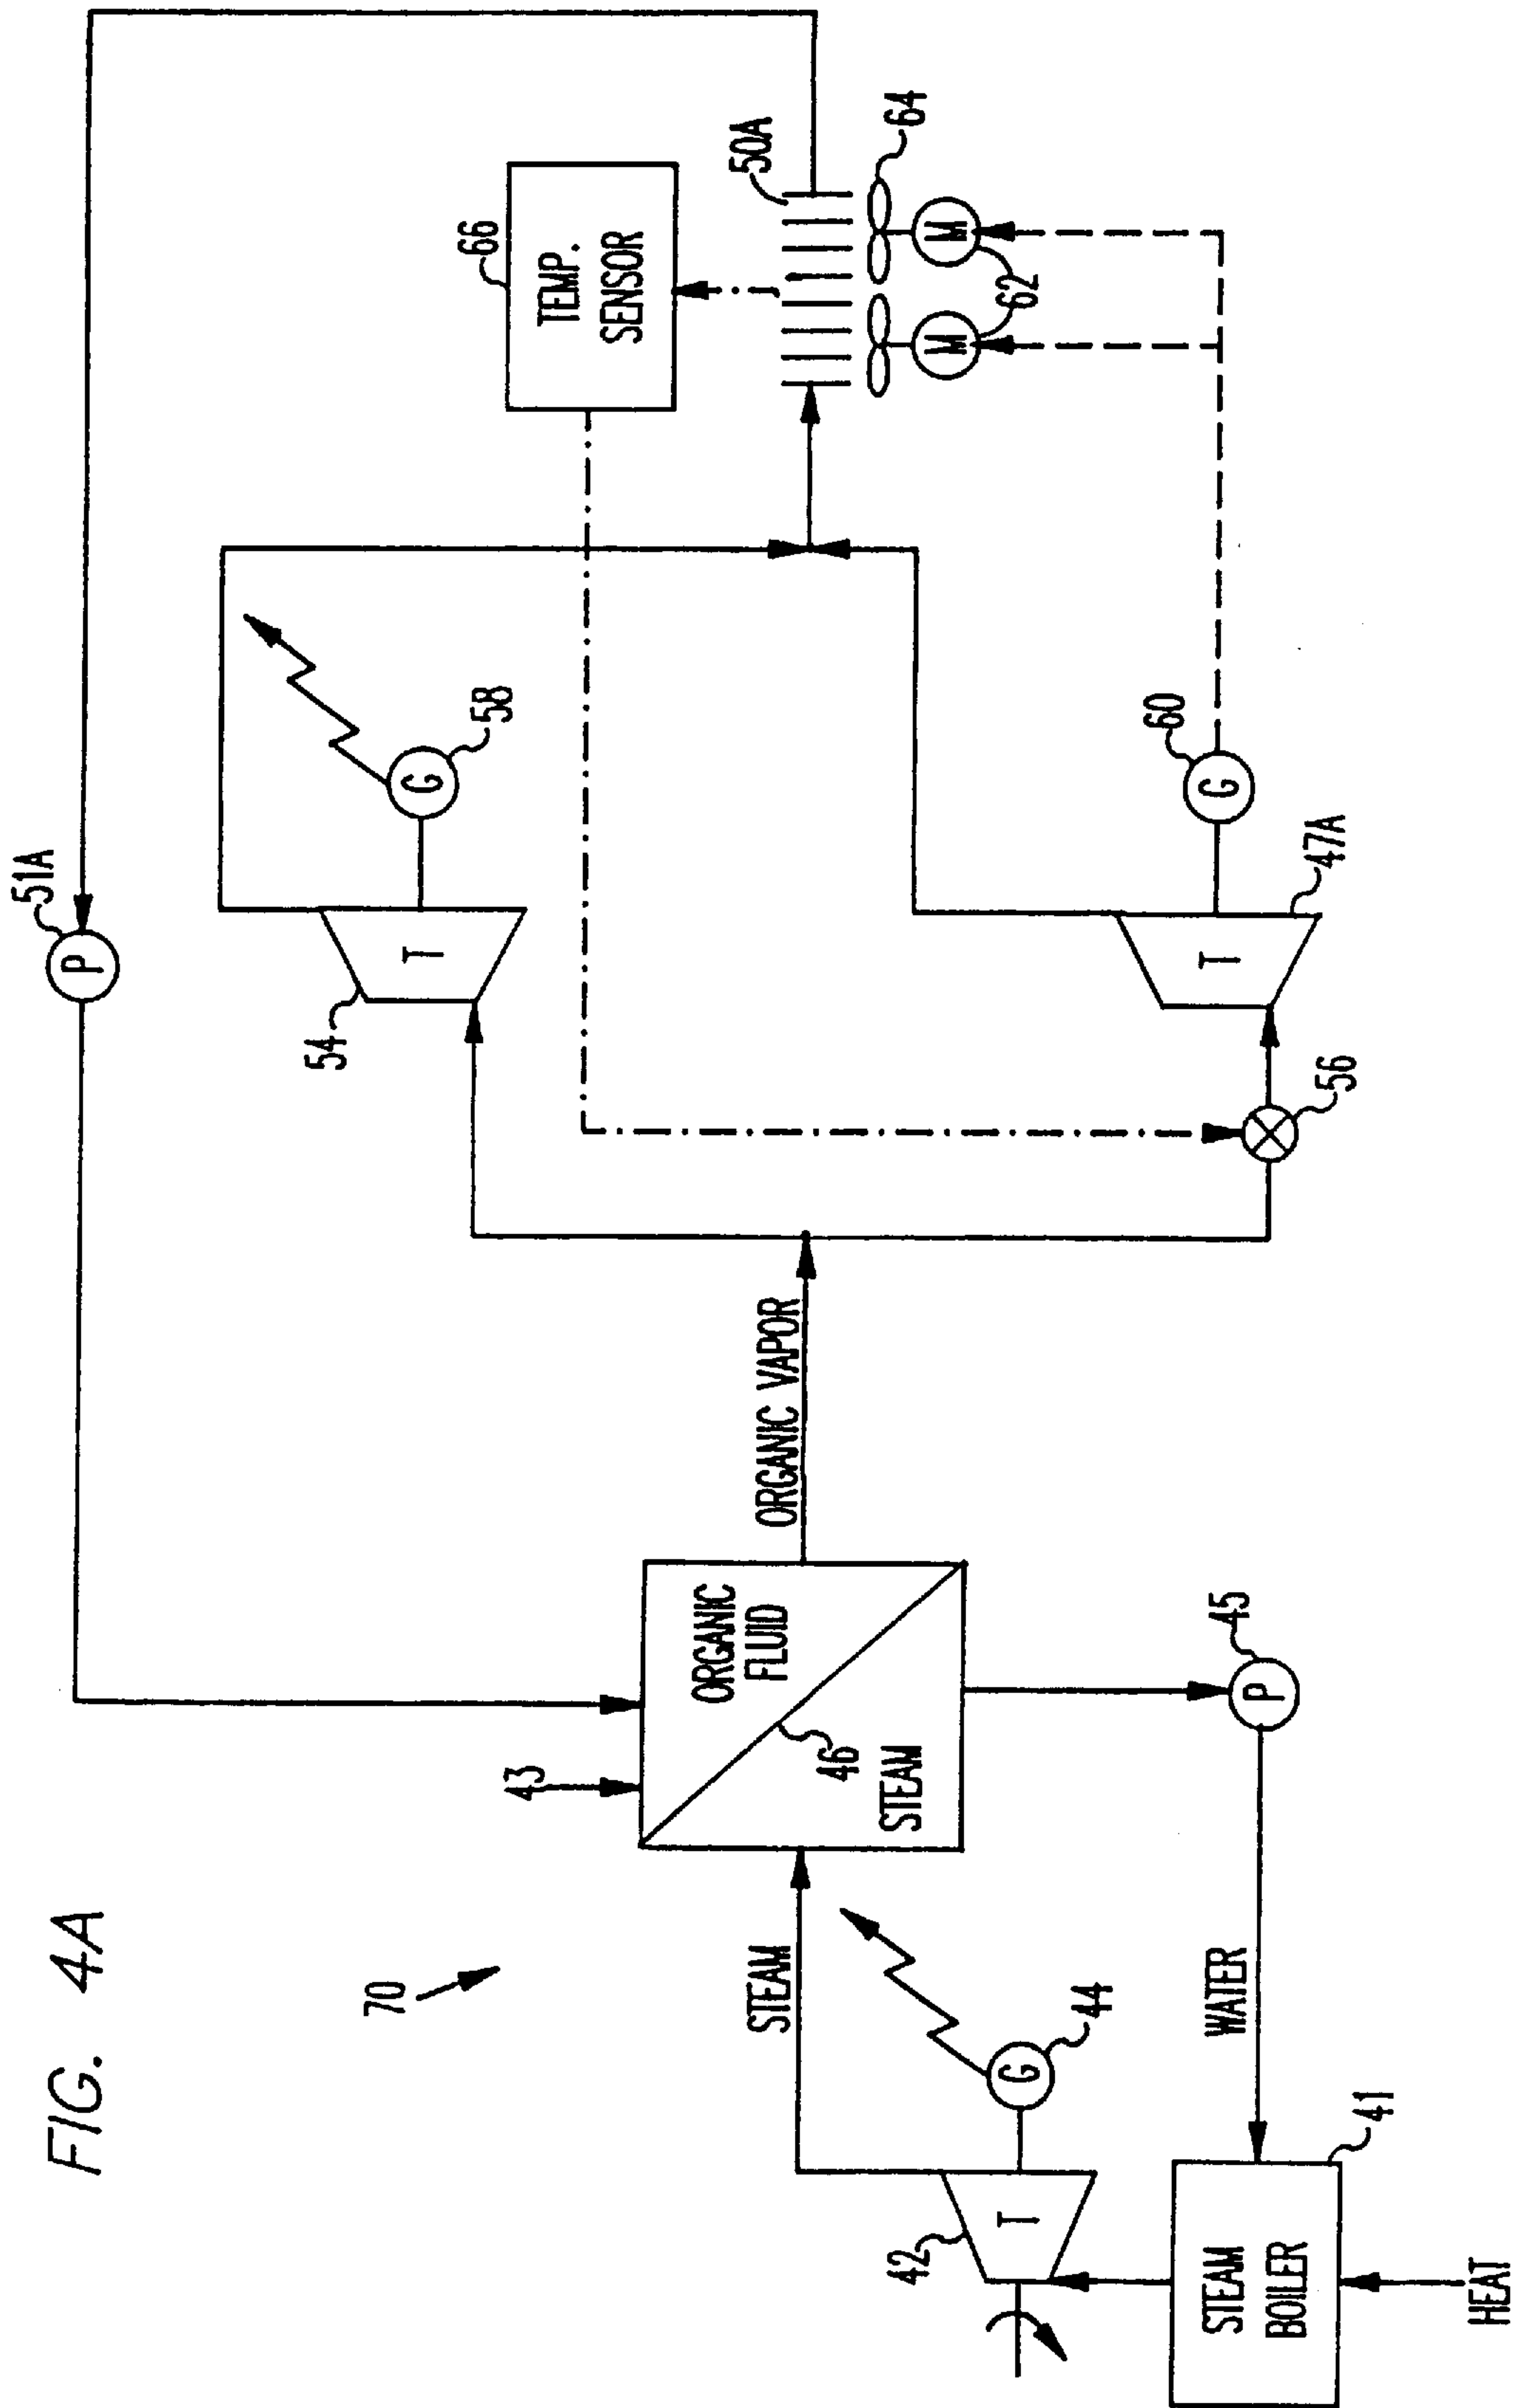 FIG. 4A
70
51A
P
66
TEMP.
SENSOR
50A
64
M
M
62
54
T
G
58
ORGANIC VAPOR
43
ORGANIC
FLUID
46
STEAM
STEAM
42
T
G
44
56
T
47A
G
60
45
P
WATER
STEAM
BOILER
41
HEAT